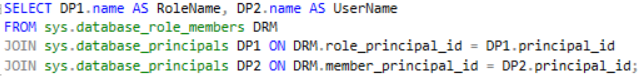 SELECT DP1.name AS RoleName, DP2.name AS UserName
FROM sys.database_role_members DRM
JOIN sys.database_principals DP1 ON DRM.role_principal_id = DP1.principal_id
JOIN sys.database_principals DP2 ON DRM.member_principal_id = DP2.principal_id;